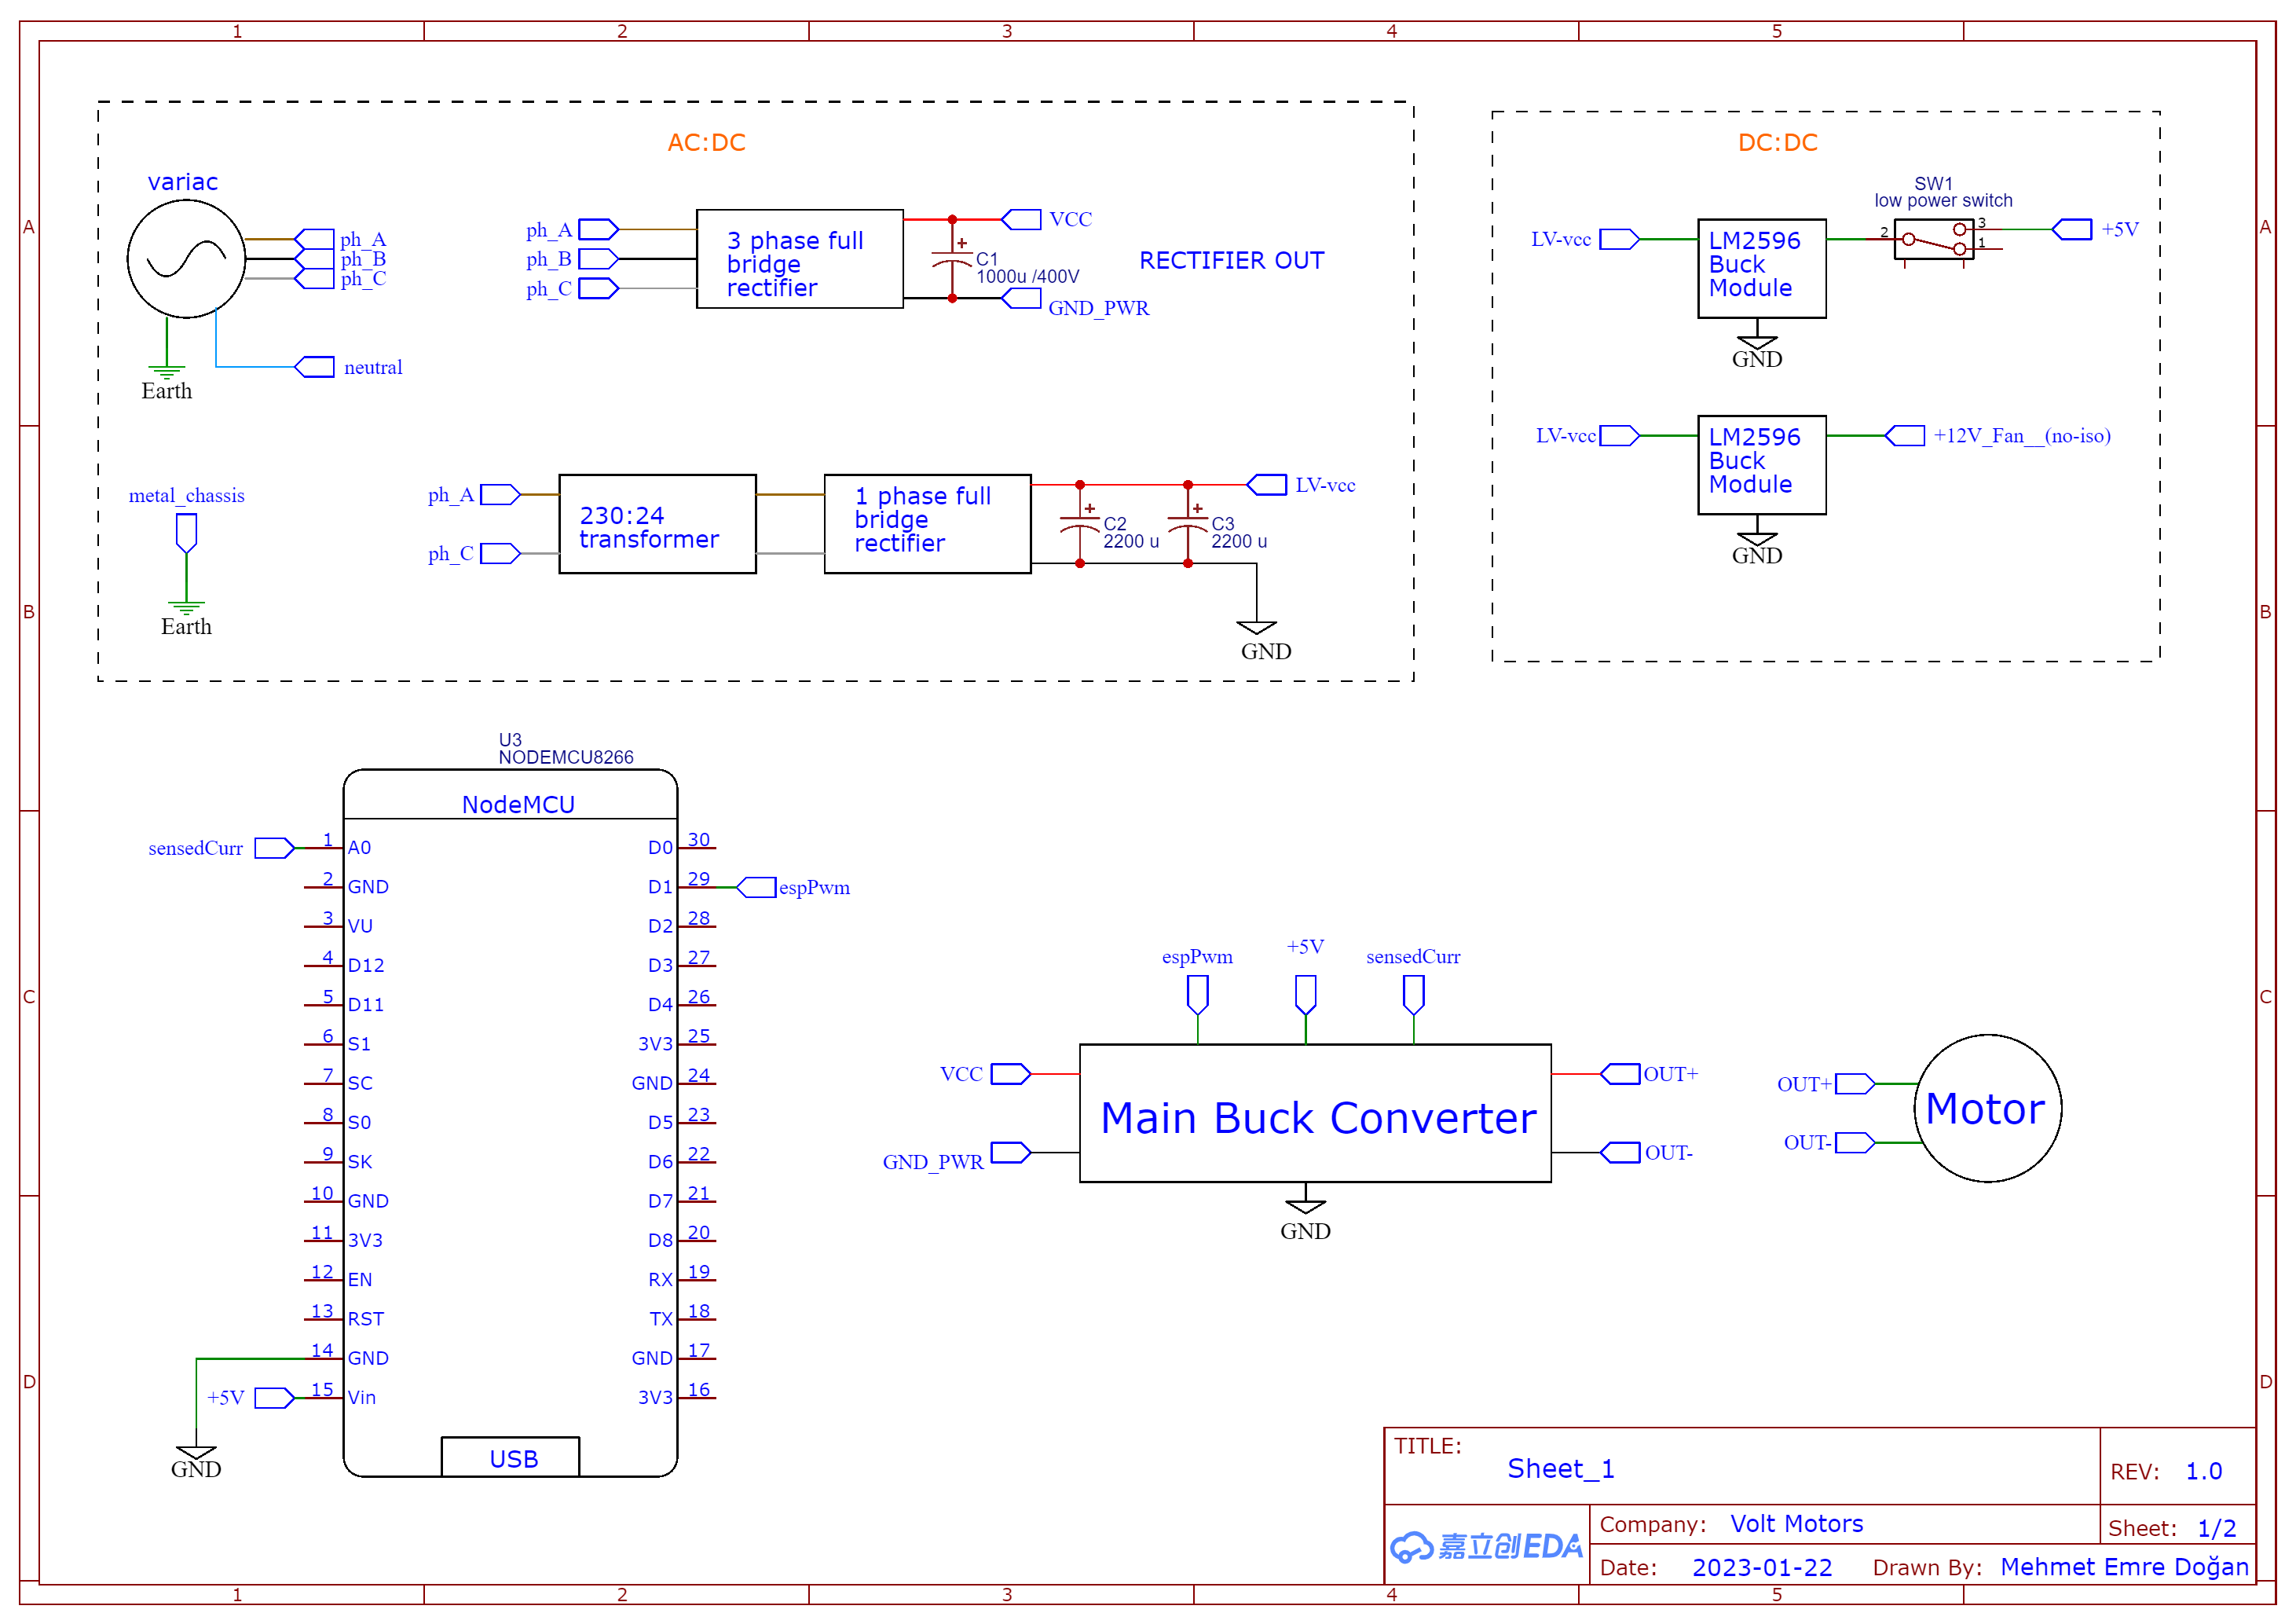 1
2
3
4
5
A
B
C
D
A
B
C
D
1
2
3
4
5
AC:DC
variac
ph_A
ph_B
ph_C
Earth
neutral
ph_A
ph_B
ph_C
3 phase full
bridge
rectifier
VCC
C1
1000u /400V
GND_PWR
RECTIFIER OUT
metal_chassis
Earth
ph_A
ph_C
230:24
transformer
1 phase full
bridge
rectifier
C2
2200 u
C3
2200 u
LV-vcc
GND
DC:DC
LV-vcc
LM2596
Buck
Module
GND
SW1
low power switch
2
3
1
+5V
LV-vcc
LM2596
Buck
Module
GND
+12V_Fan__(no-iso)
U3
NODEMCU8266
NodeMCU
sensedCurr 1 A0
2 GND
3 VU
4 D12
5 D11
6 S1
7 SC
8 S0
9 SK
10 GND
11 3V3
12 EN
13 RST
14 GND
+5V 15 Vin
GND
D0 30
D1 29 espPwm
D2 28
D3 27
D4 26
3V3 25
GND 24
D5 23
D6 22
D7 21
D8 20
RX 19
TX 18
GND 17
3V3 16
USB
espPwm
+5V
sensedCurr
VCC
GND_PWR
Main Buck Converter
OUT+
OUT-
GND
OUT+
OUT-
Motor
TITLE:
Sheet_1
REV: 1.0
嘉立创EDA
Company: Volt Motors
Sheet: 1/2
Date: 2023-01-22
Drawn By: Mehmet Emre Doğan